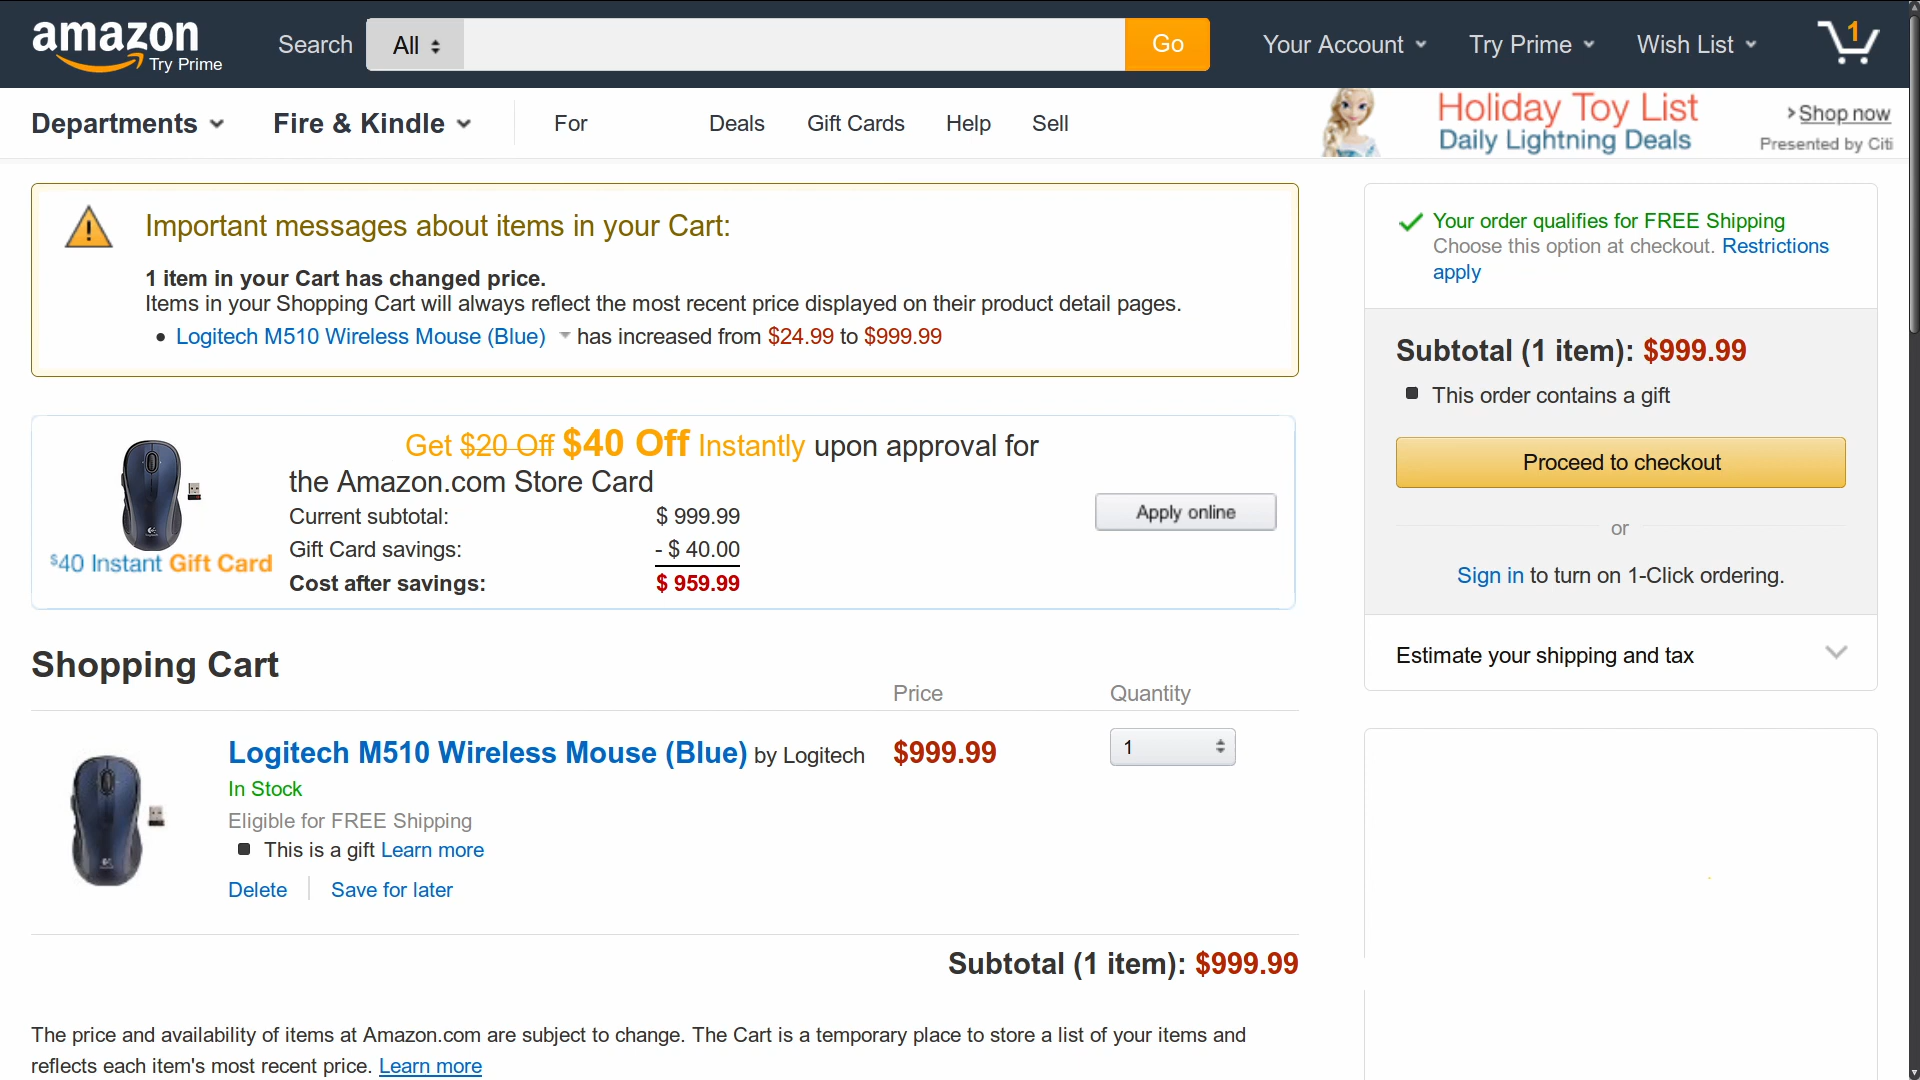 amazon
Try Prime
Search
All
Go
Your Account
Try Prime
Wish List
1
Departments
Fire & Kindle
For
Deals
Gift Cards
Help
Sell
Holiday Toy List
Daily Lightning Deals
Shop now
Presented by Citi
Important messages about items in your Cart:
1 item in your Cart has changed price.
Items in your Shopping Cart will always reflect the most recent price displayed on their product detail pages.
• Logitech M510 Wireless Mouse (Blue) has increased from $24.99 to $999.99
Get $20 Off $40 Off Instantly upon approval for
the Amazon.com Store Card
Current subtotal: $ 999.99
Gift Card savings: - $ 40.00
Cost after savings: $ 959.99
$40 Instant Gift Card
Apply online
Your order qualifies for FREE Shipping
Choose this option at checkout. Restrictions
apply
Subtotal (1 item): $999.99
This order contains a gift
Proceed to checkout
or
Sign in to turn on 1-Click ordering.
Estimate your shipping and tax
Shopping Cart
Price
Quantity
Logitech M510 Wireless Mouse (Blue) by Logitech
$999.99
1
In Stock
Eligible for FREE Shipping
This is a gift Learn more
Delete
Save for later
Subtotal (1 item): $999.99
The price and availability of items at Amazon.com are subject to change. The Cart is a temporary place to store a list of your items and
reflects each item's most recent price. Learn more